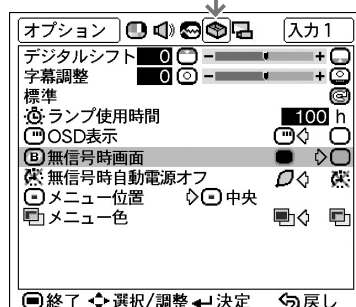 オプション 入力1
デジタルシフト 0 - +
字幕調整 0 - +
標準
ランプ使用時間 100 h
OSD表示
B 無信号時画面
無信号時自動電源オフ
メニュー位置 中央
メニュー色
終了 選択/調整 決定 戻し